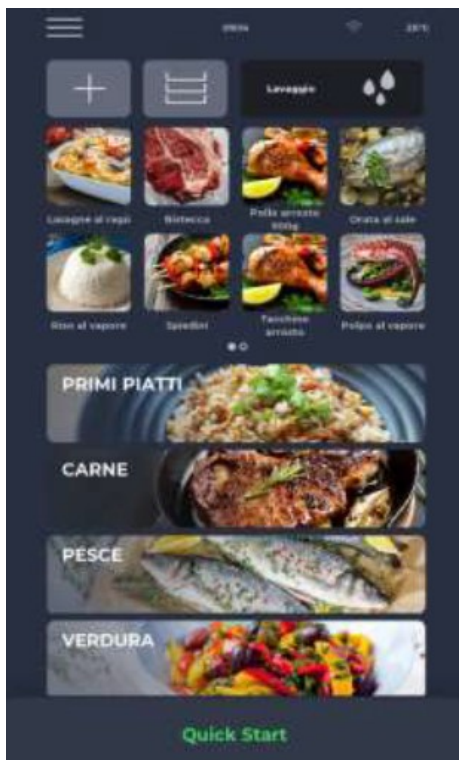 Lavaggio
Lasagne al ragù
Bistecca
Pollo arrosto
900g
Orata al sale
Riso al vapore
Spiedini
Tacchino
arrosto
Polpo al vapore
PRIMI PIATTI
CARNE
PESCE
VERDURA
Quick Start